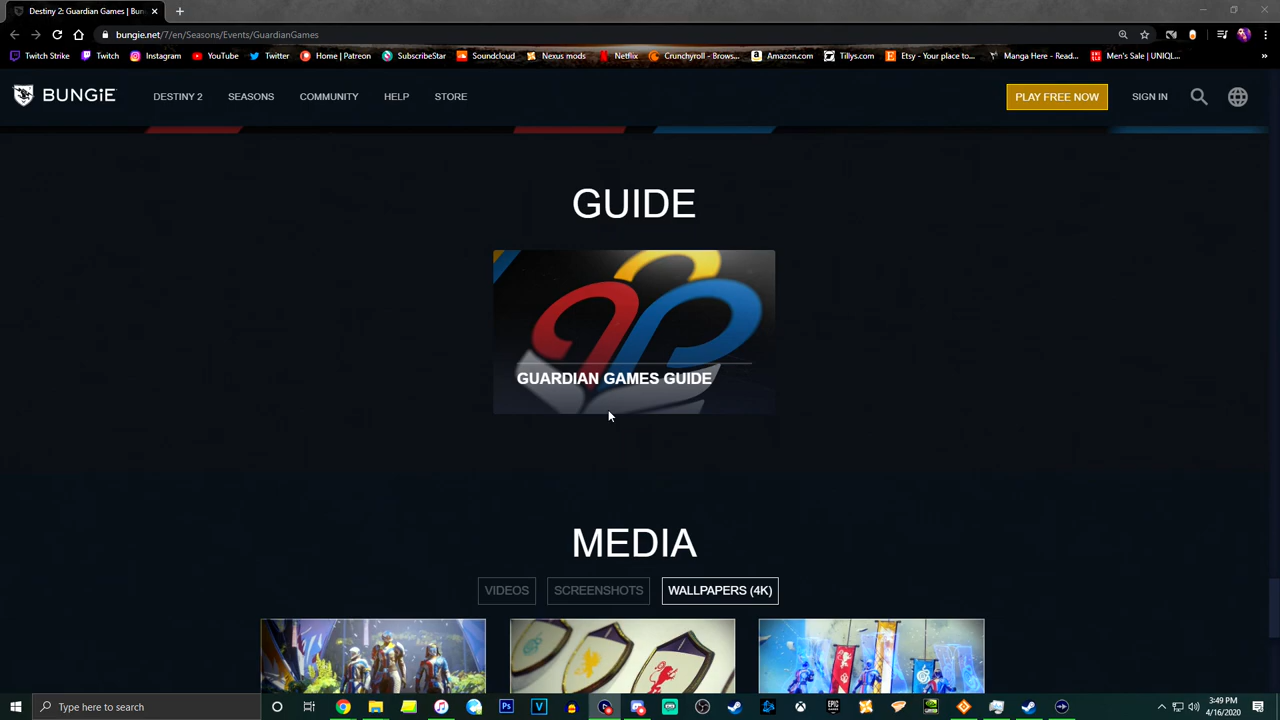 Destiny 2: Guardian Games | Bun
bungie.net/7/en/Seasons/Events/GuardianGames
Twitch Strike Twitch Instagram YouTube Twitter Home | Patreon SubscribeStar Soundcloud Nexus mods Netflix Crunchyroll - Brows... Amazon.com Tillys.com Etsy - Your place to... Manga Here - Read... Men's Sale | UNIQL...
BUNGiE DESTINY 2 SEASONS COMMUNITY HELP STORE PLAY FREE NOW SIGN IN
GUIDE
GUARDIAN GAMES GUIDE
MEDIA
VIDEOS SCREENSHOTS WALLPAPERS (4K)
Type here to search
3:49 PM
4/16/2020